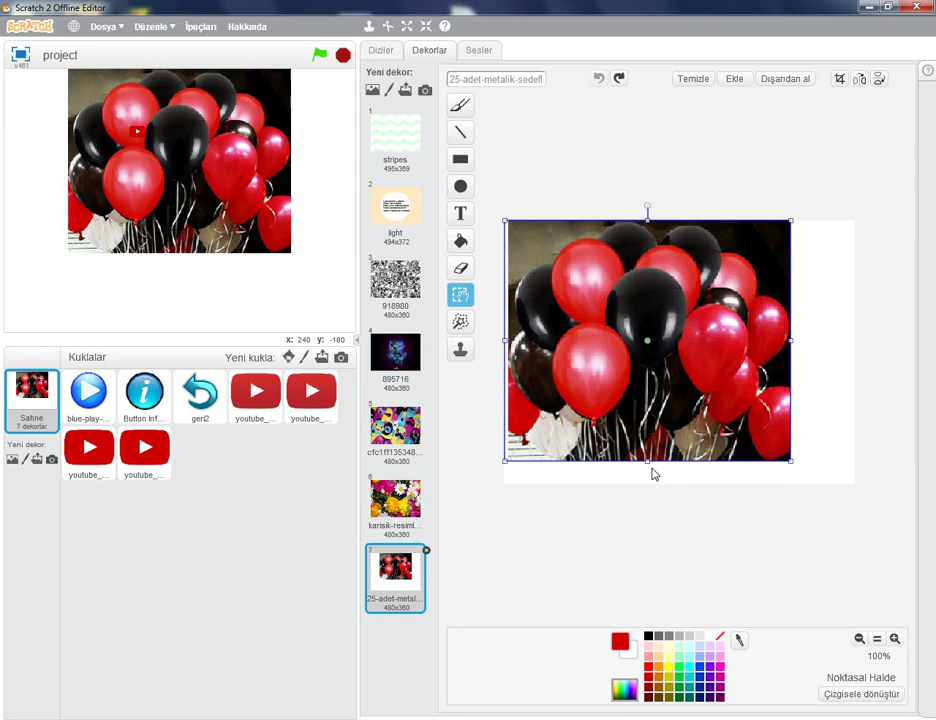 Scratch 2 Offline Editor
SCRATCH Dosya Düzenle İpuçları Hakkında
v461 project
Diziler Dekorlar Sesler
Yeni dekor:
25-adet-metalik-sedefl
Temizle Ekle Dışarıdan al
1
stripes
495x369
2
light
494x372
3
918980
480x360
4
895716
480x360
5
cfc1ff135348...
480x360
6
karisik-resiml...
480x360
7
25-adet-metal...
480x360
x: 240 y: -180
Kuklalar Yeni kukla:
Sahne
7 dekorlar
Yeni dekor:
blue-play-... Button Inf... geri2 youtube_... youtube_...
youtube_... youtube_...
100%
Noktasal Halde
Çizgisele dönüştür